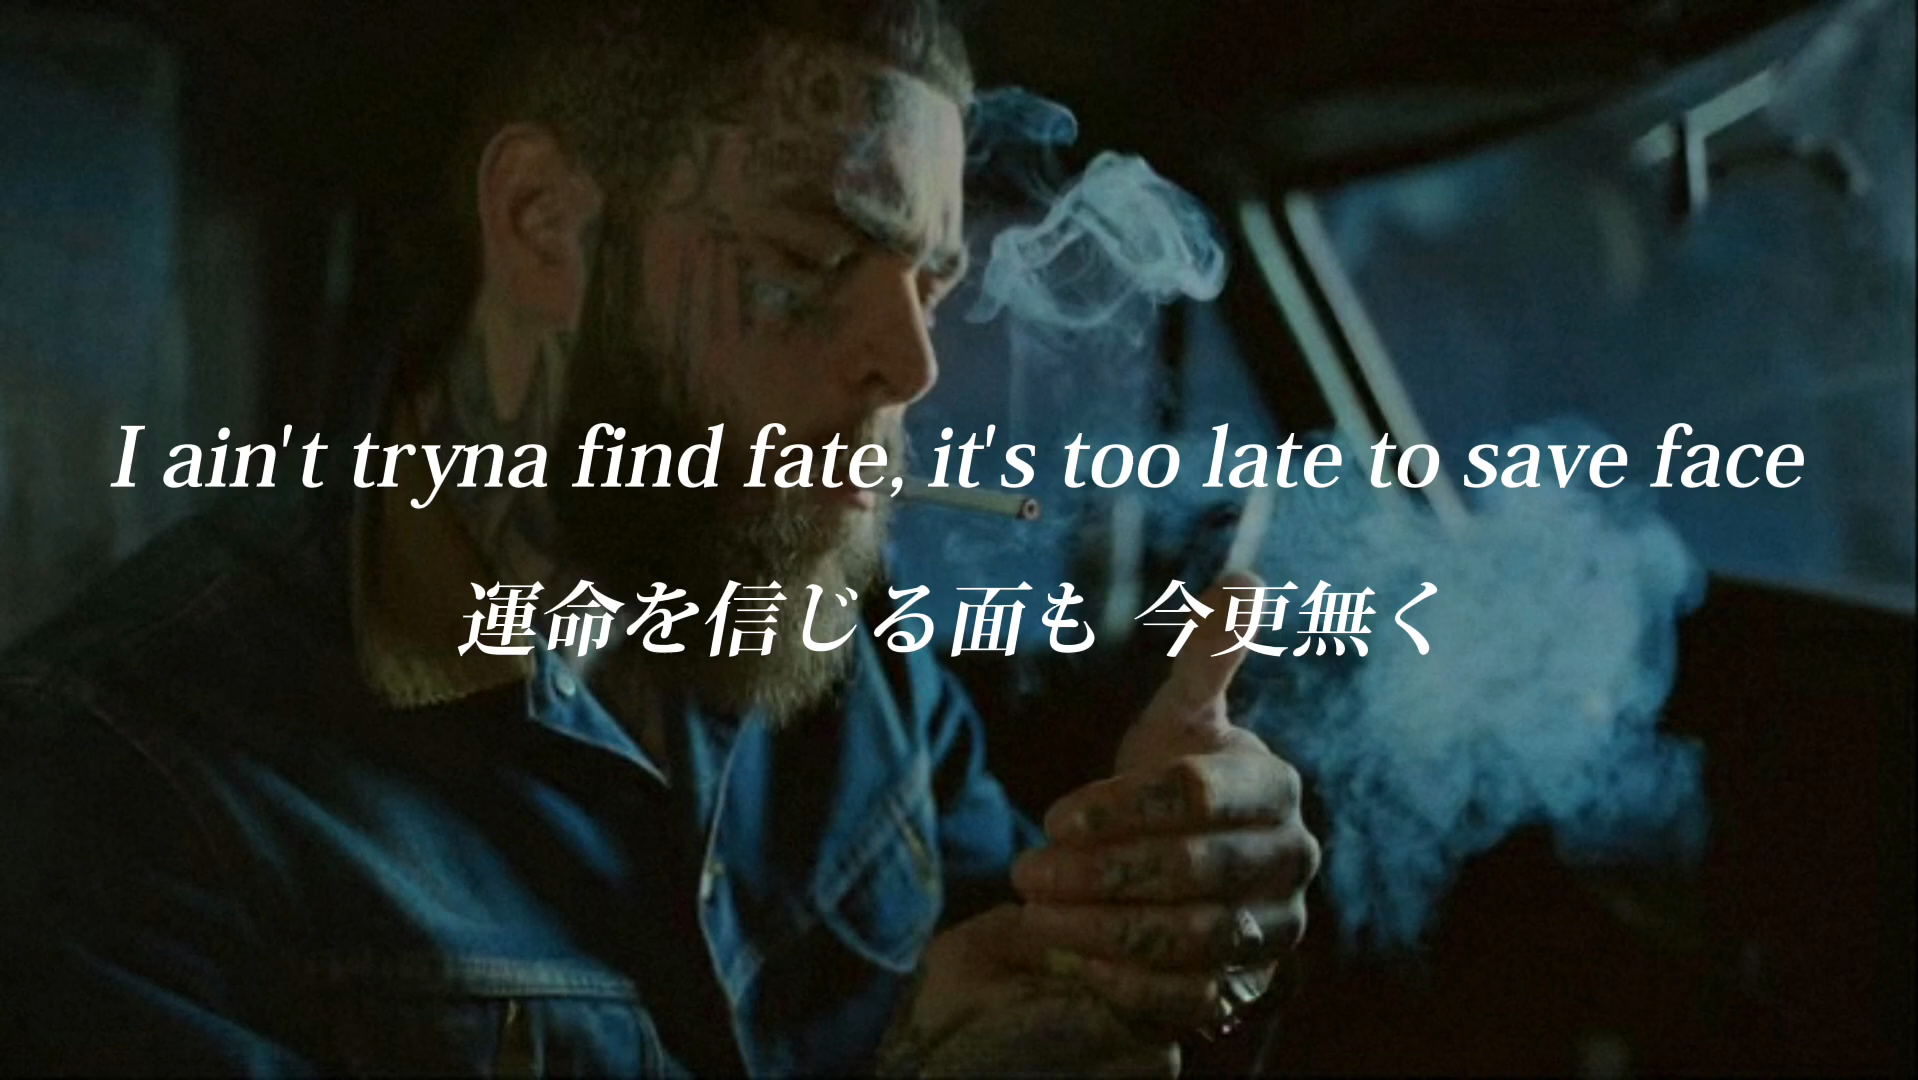 I ain't tryna find fate, it's too late to save face
運命を信じる面も 今更無く